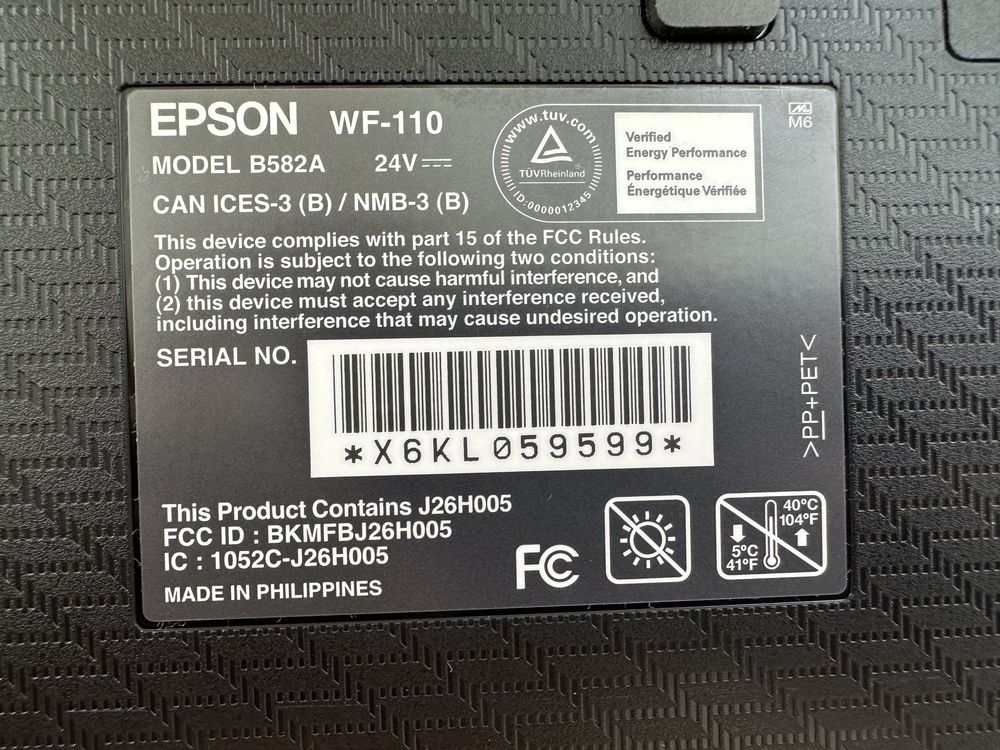 EPSON WF-110
MODEL B582A 24V
CAN ICES-3 (B) / NMB-3 (B)
www.tuv.com
TÜVRheinland
®
ID:0000012345
Verified
Energy Performance
Performance
Énergétique Vérifiée
M6
This device complies with part 15 of the FCC Rules.
Operation is subject to the following two conditions:
(1) This device may not cause harmful interference, and
(2) this device must accept any interference received,
including interference that may cause undesired operation.
SERIAL NO.
*X6KL059599*
>PP+PET<
This Product Contains J26H005
FCC ID : BKMFBJ26H005
IC : 1052C-J26H005
MADE IN PHILIPPINES
FC
40°C
104°F
5°C
41°F